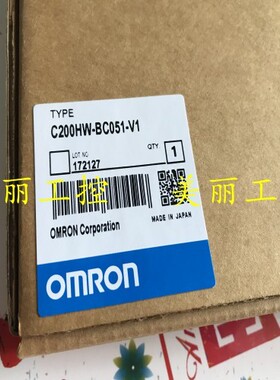 TYPE
C200HW-BC051-V1
LOT NO.
QTY
172127
1
丽工控 美丽工
MADE IN JAPAN
OMRON Corporation
OMRON